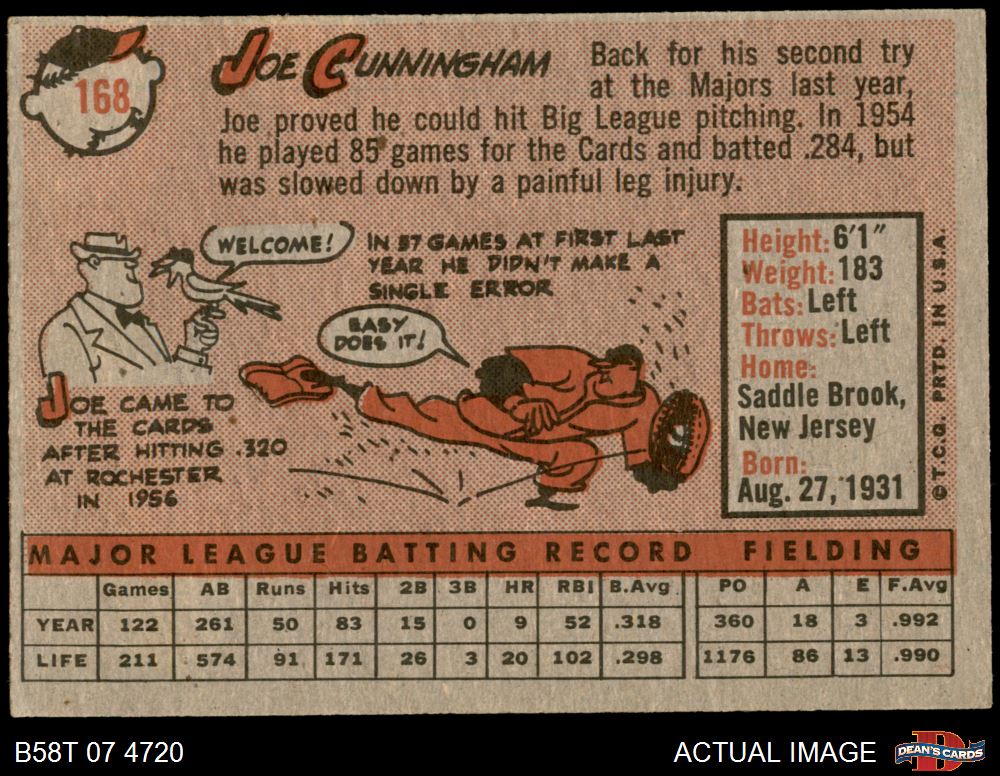 168
JOE CUNNINGHAM
Back for his second try
at the Majors last year,
Joe proved he could hit Big League pitching. In 1954
he played 85 games for the Cards and batted .284, but
was slowed down by a painful leg injury.
WELCOME!
IN 57 GAMES AT FIRST LAST
YEAR HE DIDN'T MAKE A
SINGLE ERROR
EASY
DOES IT!
JOE CAME TO
THE CARDS
AFTER HITTING .320
AT ROCHESTER
IN 1956
Height: 6'1"
Weight: 183
Bats: Left
Throws: Left
Home:
Saddle Brook,
New Jersey
Born:
Aug. 27, 1931
© T.C.G. PRTD. IN U.S.A.
MAJOR LEAGUE BATTING RECORD FIELDING
Games AB Runs Hits 2B 3B HR RBI B.Avg. PO A E F.Avg
YEAR 122 261 50 83 15 0 9 52 .318 360 18 3 .992
LIFE 211 574 91 171 26 3 20 102 .298 1176 86 13 .990
B58T 07 4720
ACTUAL IMAGE
D
DEAN'S CARDS